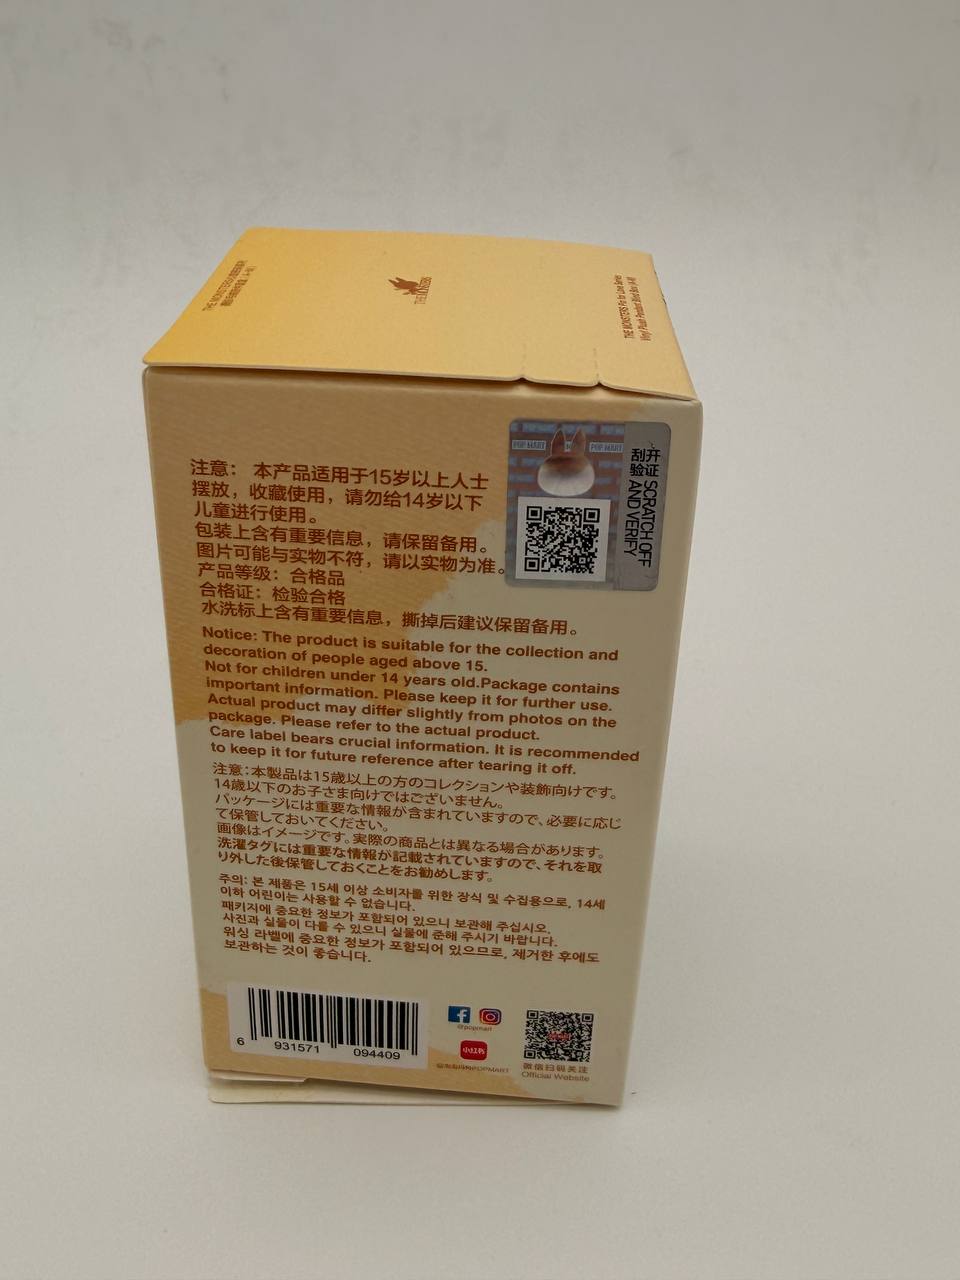 THE MONSTERS
THE MONSTERS Pin for Love Series
Vinyl Plush Pendant Blind Box (A-M)
POP MART
POP MART
刮开
验证
SCRATCH OFF
AND VERIFY
注意： 本产品适用于15岁以上人士
摆放，收藏使用，请勿给14岁以下
儿童进行使用。
包装上含有重要信息，请保留备用。
图片可能与实物不符，请以实物为准。
产品等级：合格品
合格证：检验合格
水洗标上含有重要信息，撕掉后建议保留备用。
Notice: The product is suitable for the collection and
decoration of people aged above 15.
Not for children under 14 years old.Package contains
important information. Please keep it for further use.
Actual product may differ slightly from photos on the
package. Please refer to the actual product.
Care label bears crucial information. It is recommended
to keep it for future reference after tearing it off.
注意：本製品は15歳以上の方のコレクションや装飾向けです。
14歳以下のお子さま向けではございません。
パッケージには重要な情報が含まれていますので、必要に応じ
て保管しておいてください。
画像はイメージです。実際の商品とは異なる場合があります。
洗濯タグには重要な情報が記載されていますので、それを取
り外した後保管しておくことをお勧めします。
주의: 본 제품은 15세 이상 소비자를 위한 장식 및 수집용으로, 14세
이하 어린이는 사용할 수 없습니다.
패키지에 중요한 정보가 포함되어 있으니 보관해 주십시오.
사진과 실물이 다를 수 있으니 실물에 준해 주시기 바랍니다.
워싱 라벨에 중요한 정보가 포함되어 있으므로, 제거한 후에도
보관하는 것이 좋습니다.
6 931571 094409
@popmart
小红书
POPMART
微信扫码关注
Official Website